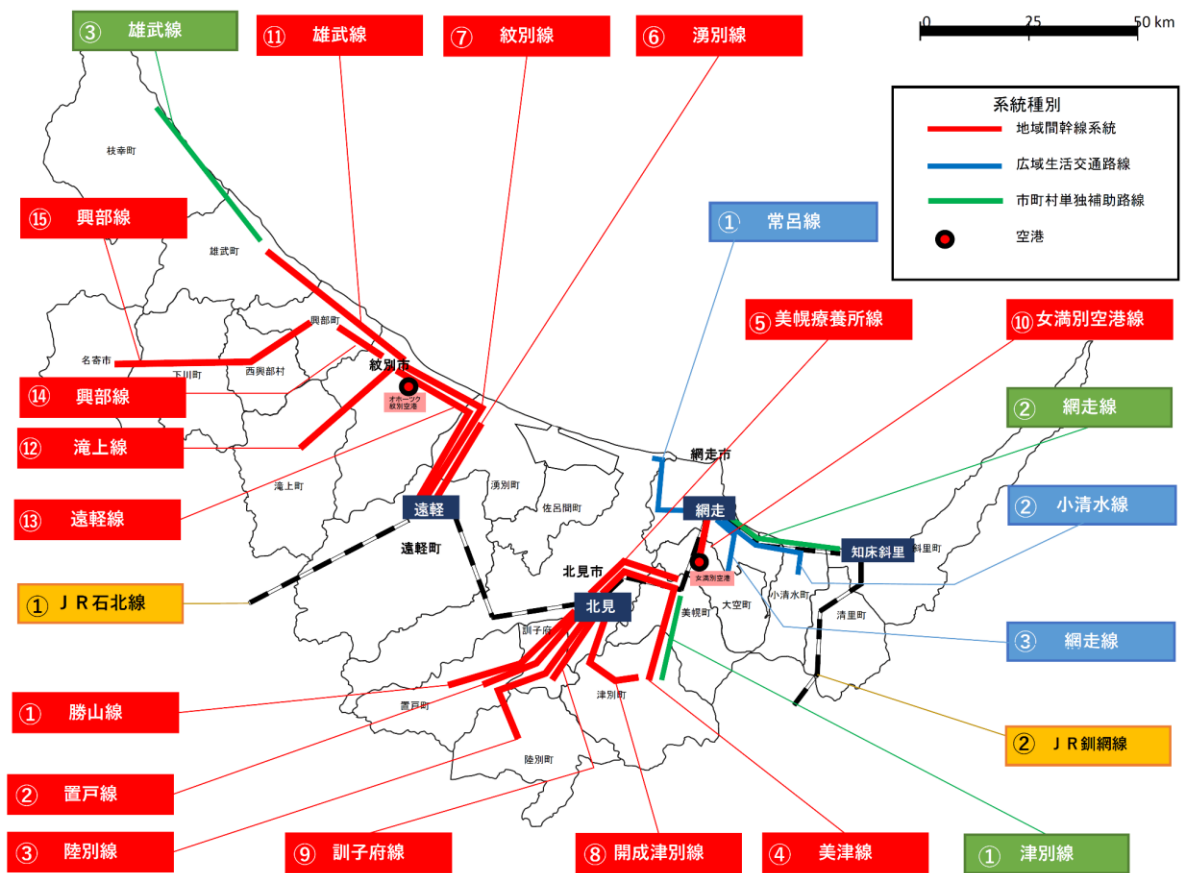 ③ 雄武線
⑪ 雄武線
⑦ 紋別線
⑥ 湧別線
0 25 50 km
系統種別
地域間幹線系統
広域生活交通路線
市町村単独補助路線
空港
枝幸町
⑮ 興部線
① 常呂線
雄武町
⑤ 美幌療養所線
⑩ 女満別空港線
興部町
名寄市
下川町
西興部村
紋別市
オホーツク
紋別空港
⑭ 興部線
② 網走線
⑫ 滝上線
網走市
滝上町
湧別町
佐呂間町
遠軽
網走
② 小清水線
⑬ 遠軽線
遠軽町
知床斜里
斜里町
北見市
女満別空港
① ＪＲ石北線
北見
美幌町
大空町
小清水町
清里町
訓子府
③ 網走線
① 勝山線
置戸町
津別町
② ＪＲ釧網線
陸別町
② 置戸線
③ 陸別線
⑨ 訓子府線
⑧ 開成津別線
④ 美津線
① 津別線